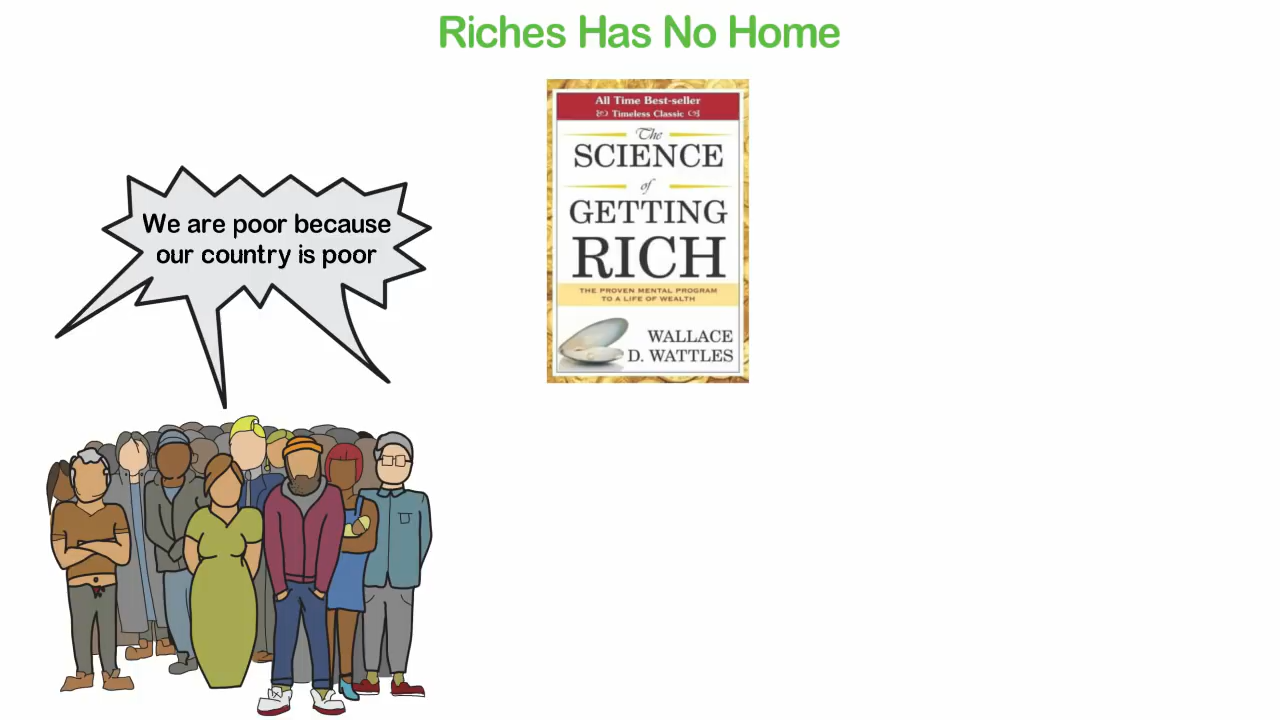 Riches Has No Home
All Time Best-seller
Timeless Classic
The
SCIENCE
of
GETTING
RICH
THE PROVEN MENTAL PROGRAM
TO A LIFE OF WEALTH
WALLACE
D. WATTLES
We are poor because
our country is poor